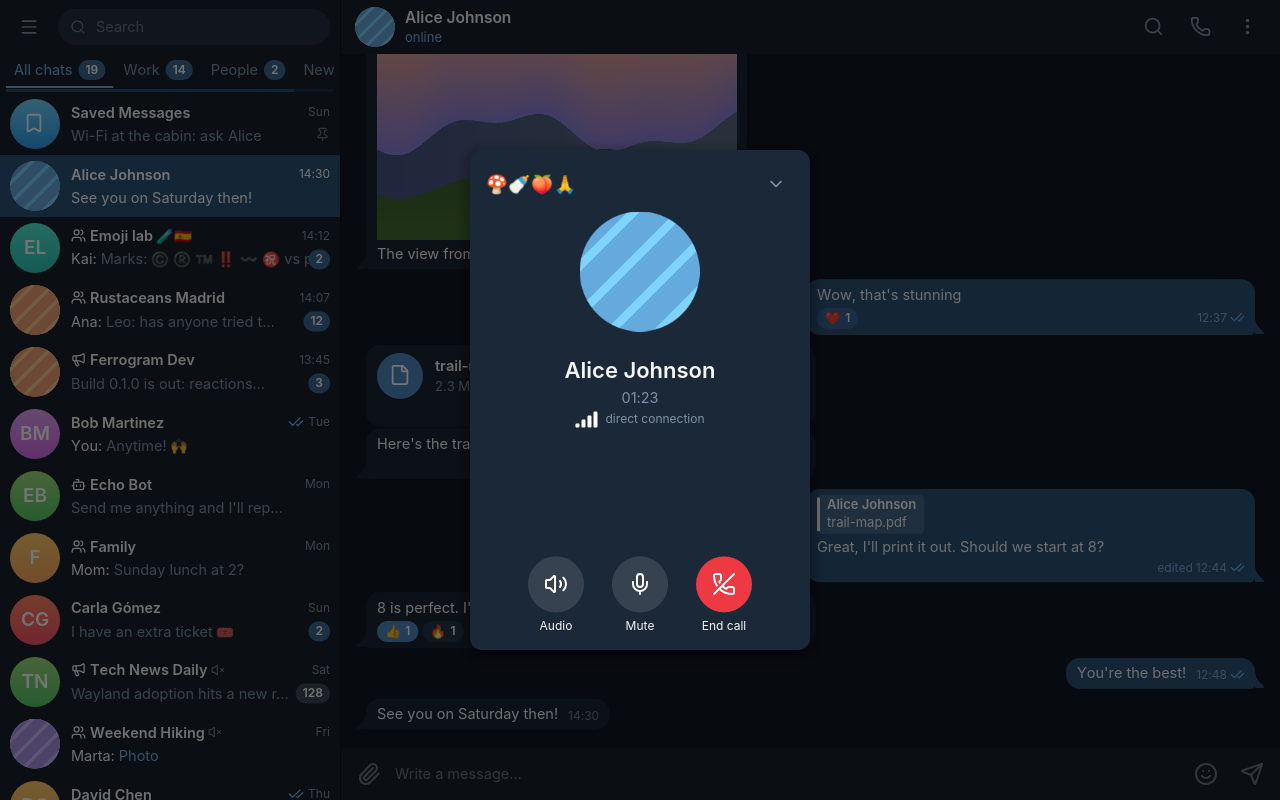 Search
All chats 19 Work 14 People 2 New
Saved Messages Sun
Wi-Fi at the cabin: ask Alice
Alice Johnson 14:30
See you on Saturday then!
EL Emoji lab 🧪🇪🇸 14:12
Kai: Marks: ©️ ®️ ™️ ‼️ 〰️ ㊗️ vs 2
Rustaceans Madrid 14:07
Ana: Leo: has anyone tried t... 12
Ferrogram Dev 13:45
Build 0.1.0 is out: reactions... 3
BM Bob Martinez Tue
You: Anytime! 🙌
EB Echo Bot Mon
Send me anything and I'll rep...
F Family Mon
Mom: Sunday lunch at 2?
CG Carla Gómez Sun
I have an extra ticket 🎟️ 2
TN Tech News Daily Sat
Wayland adoption hits a new r... 128
Weekend Hiking Fri
Marta: Photo
David Chen Thu
Alice Johnson
online
The view from
Wow, that's stunning
❤️ 1 12:37
2.3 M
Here's the
Alice Johnson
trail-map.pdf
Great, I'll print it out. Should we start at 8?
edited 12:44
8 is perfect.
👍 1 🔥 1
You're the best! 12:48
See you on Saturday then! 14:30
Write a message...
🍄🍼🍑🙏
Alice Johnson
01:23
direct connection
Audio Mute End call